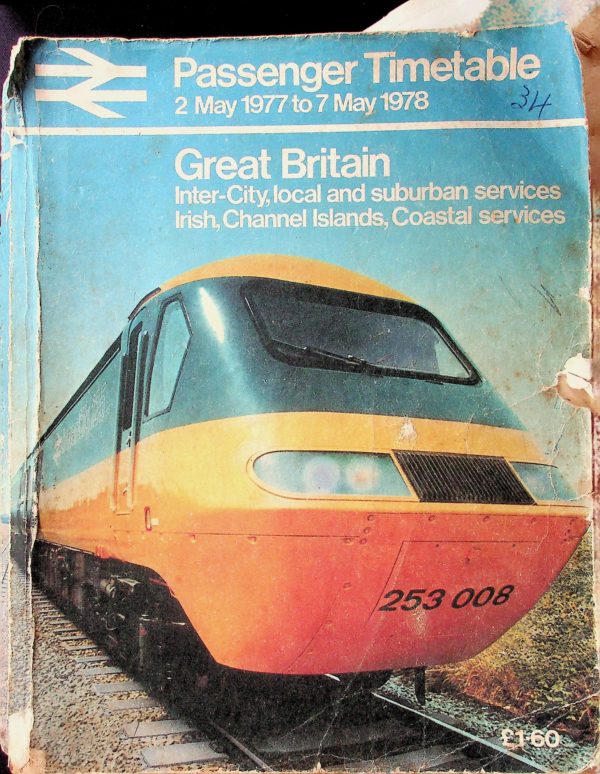 Passenger Timetable
2 May 1977 to 7 May 1978
34
Great Britain
Inter-City, local and suburban services
Irish, Channel Islands, Coastal services
253 008
£1·60